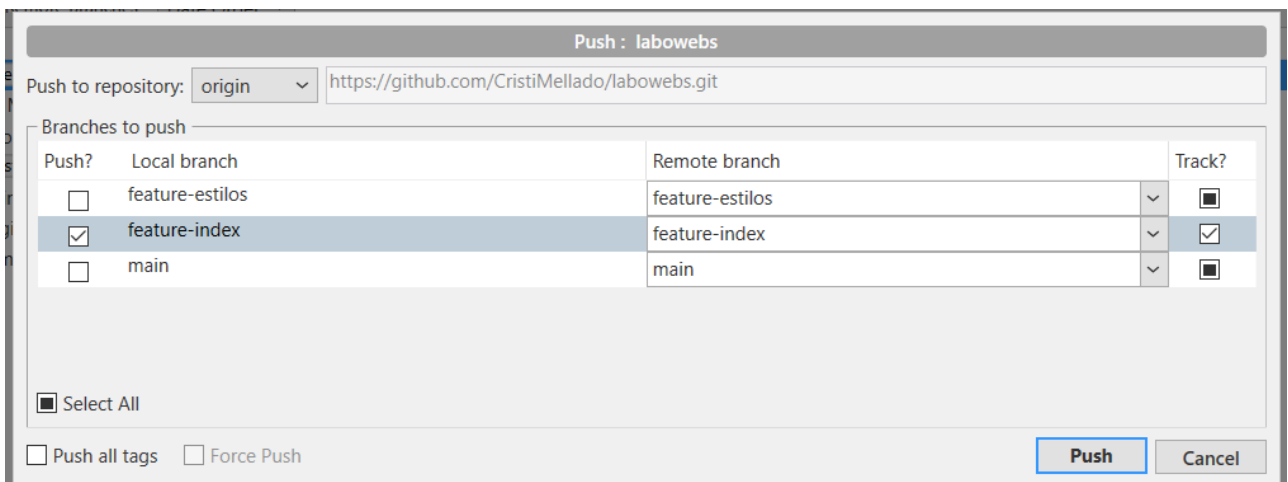 Push : labowebs
Push to repository: origin https://github.com/CristiMellado/labowebs.git
Branches to push
Push? Local branch Remote branch Track?
feature-estilos feature-estilos
feature-index feature-index
main main
Select All
Push all tags Force Push Push Cancel